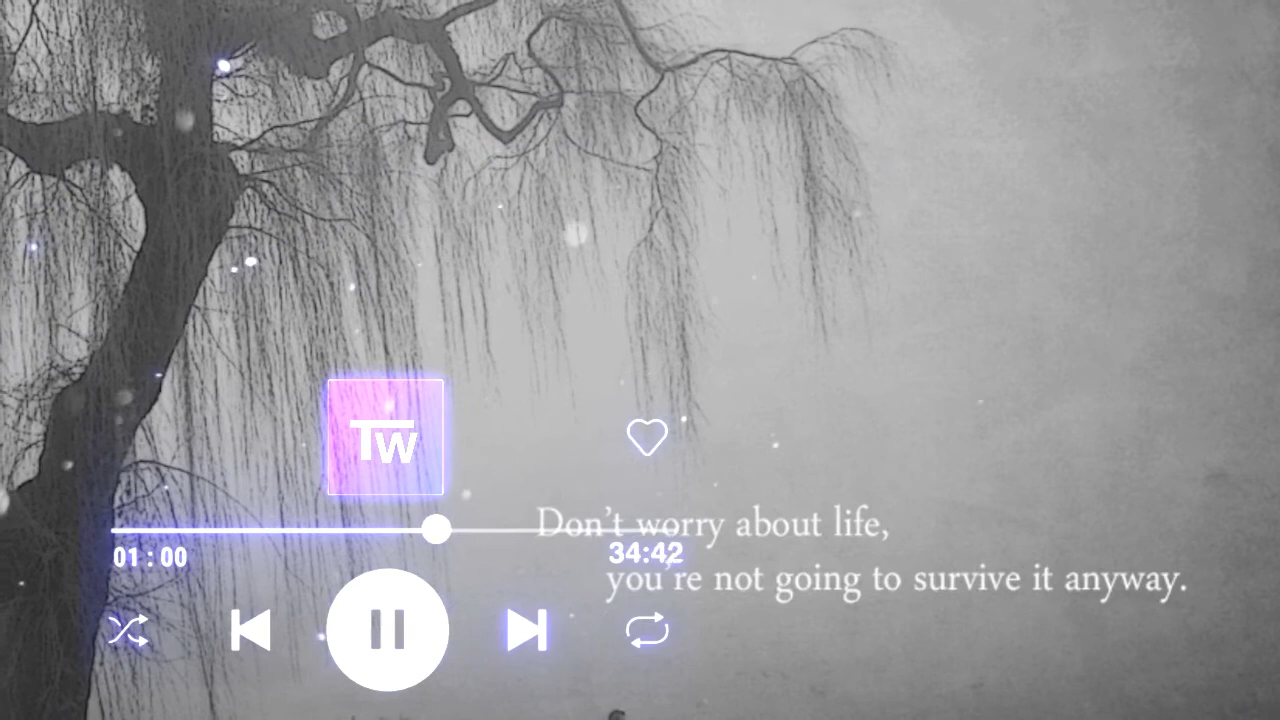 TW
Don't worry about life,
01 : 00
34:42
you're not going to survive it anyway.